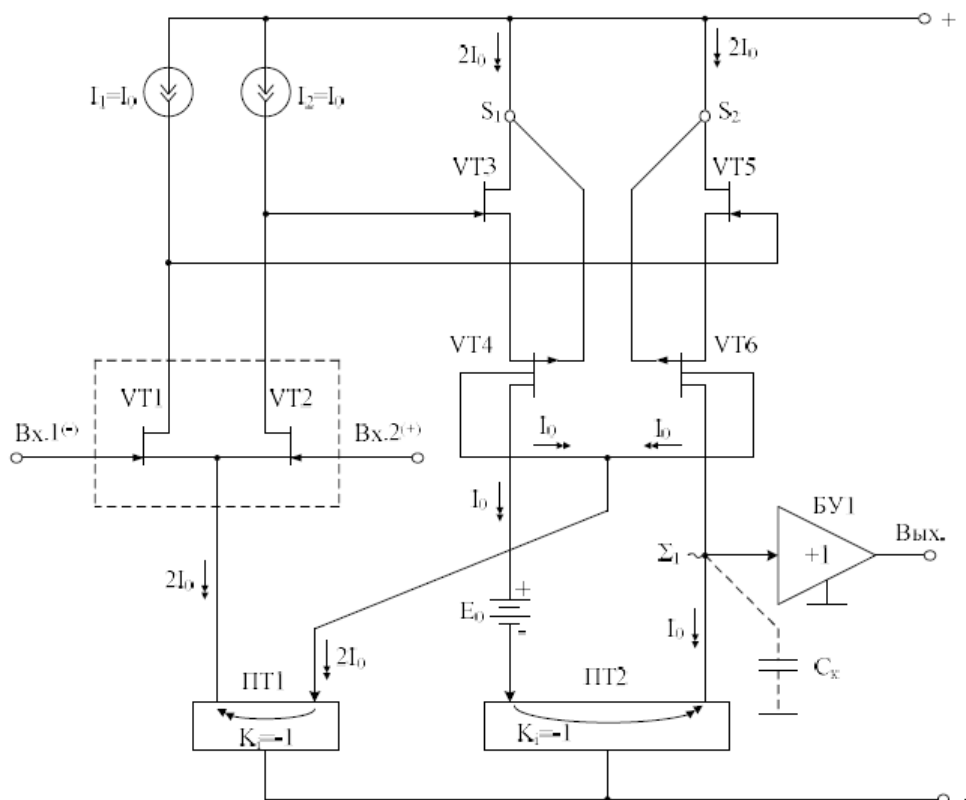 +
2I₀
2I₀
I₁=I₀
I₂=I₀
S₁
S₂
VT3
VT5
VT4
VT6
VT1
VT2
Вх.1(-)
Вх.2(+)
I₀
I₀
I₀
БУ1
Вых.
Σ₁
+1
2I₀
+
E₀
-
I₀
2I₀
Cₓ
ПТ1
ПТ2
Kᵢ=-1
Kᵢ=-1
-